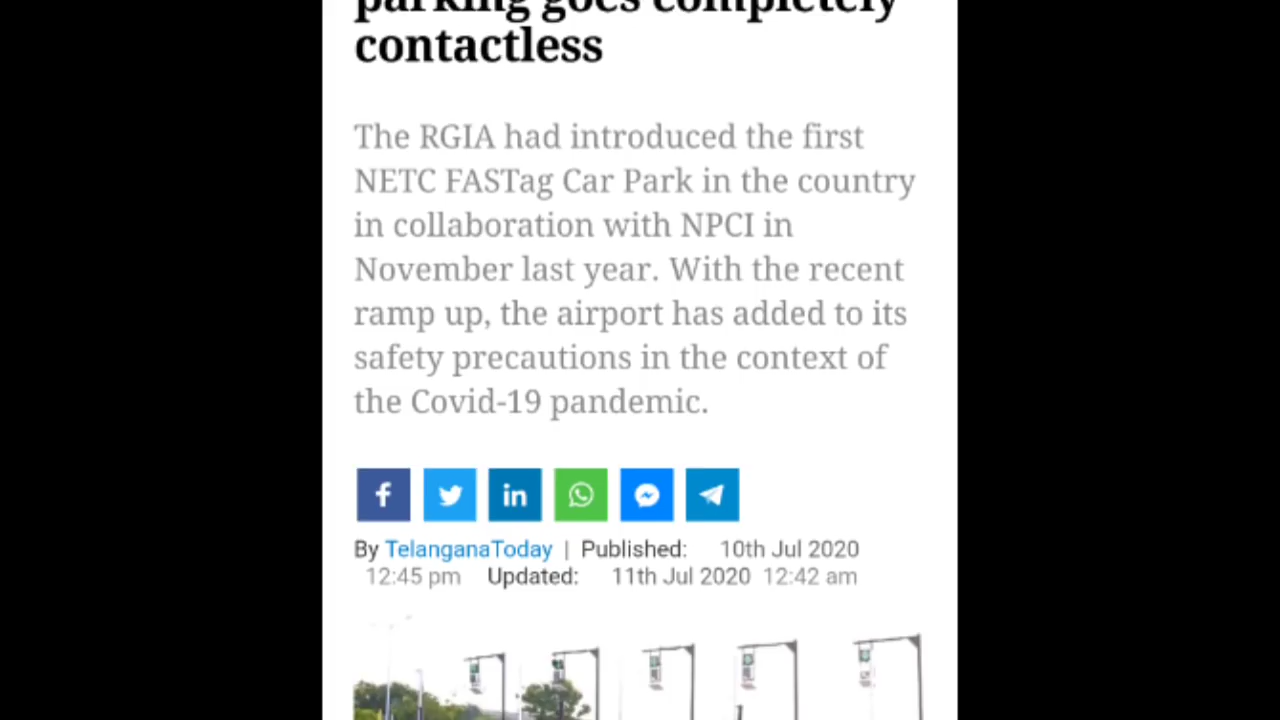 parking goes completely
contactless
The RGIA had introduced the first
NETC FASTag Car Park in the country
in collaboration with NPCI in
November last year. With the recent
ramp up, the airport has added to its
safety precautions in the context of
the Covid-19 pandemic.
By TelanganaToday | Published: 10th Jul 2020
12:45 pm Updated: 11th Jul 2020 12:42 am